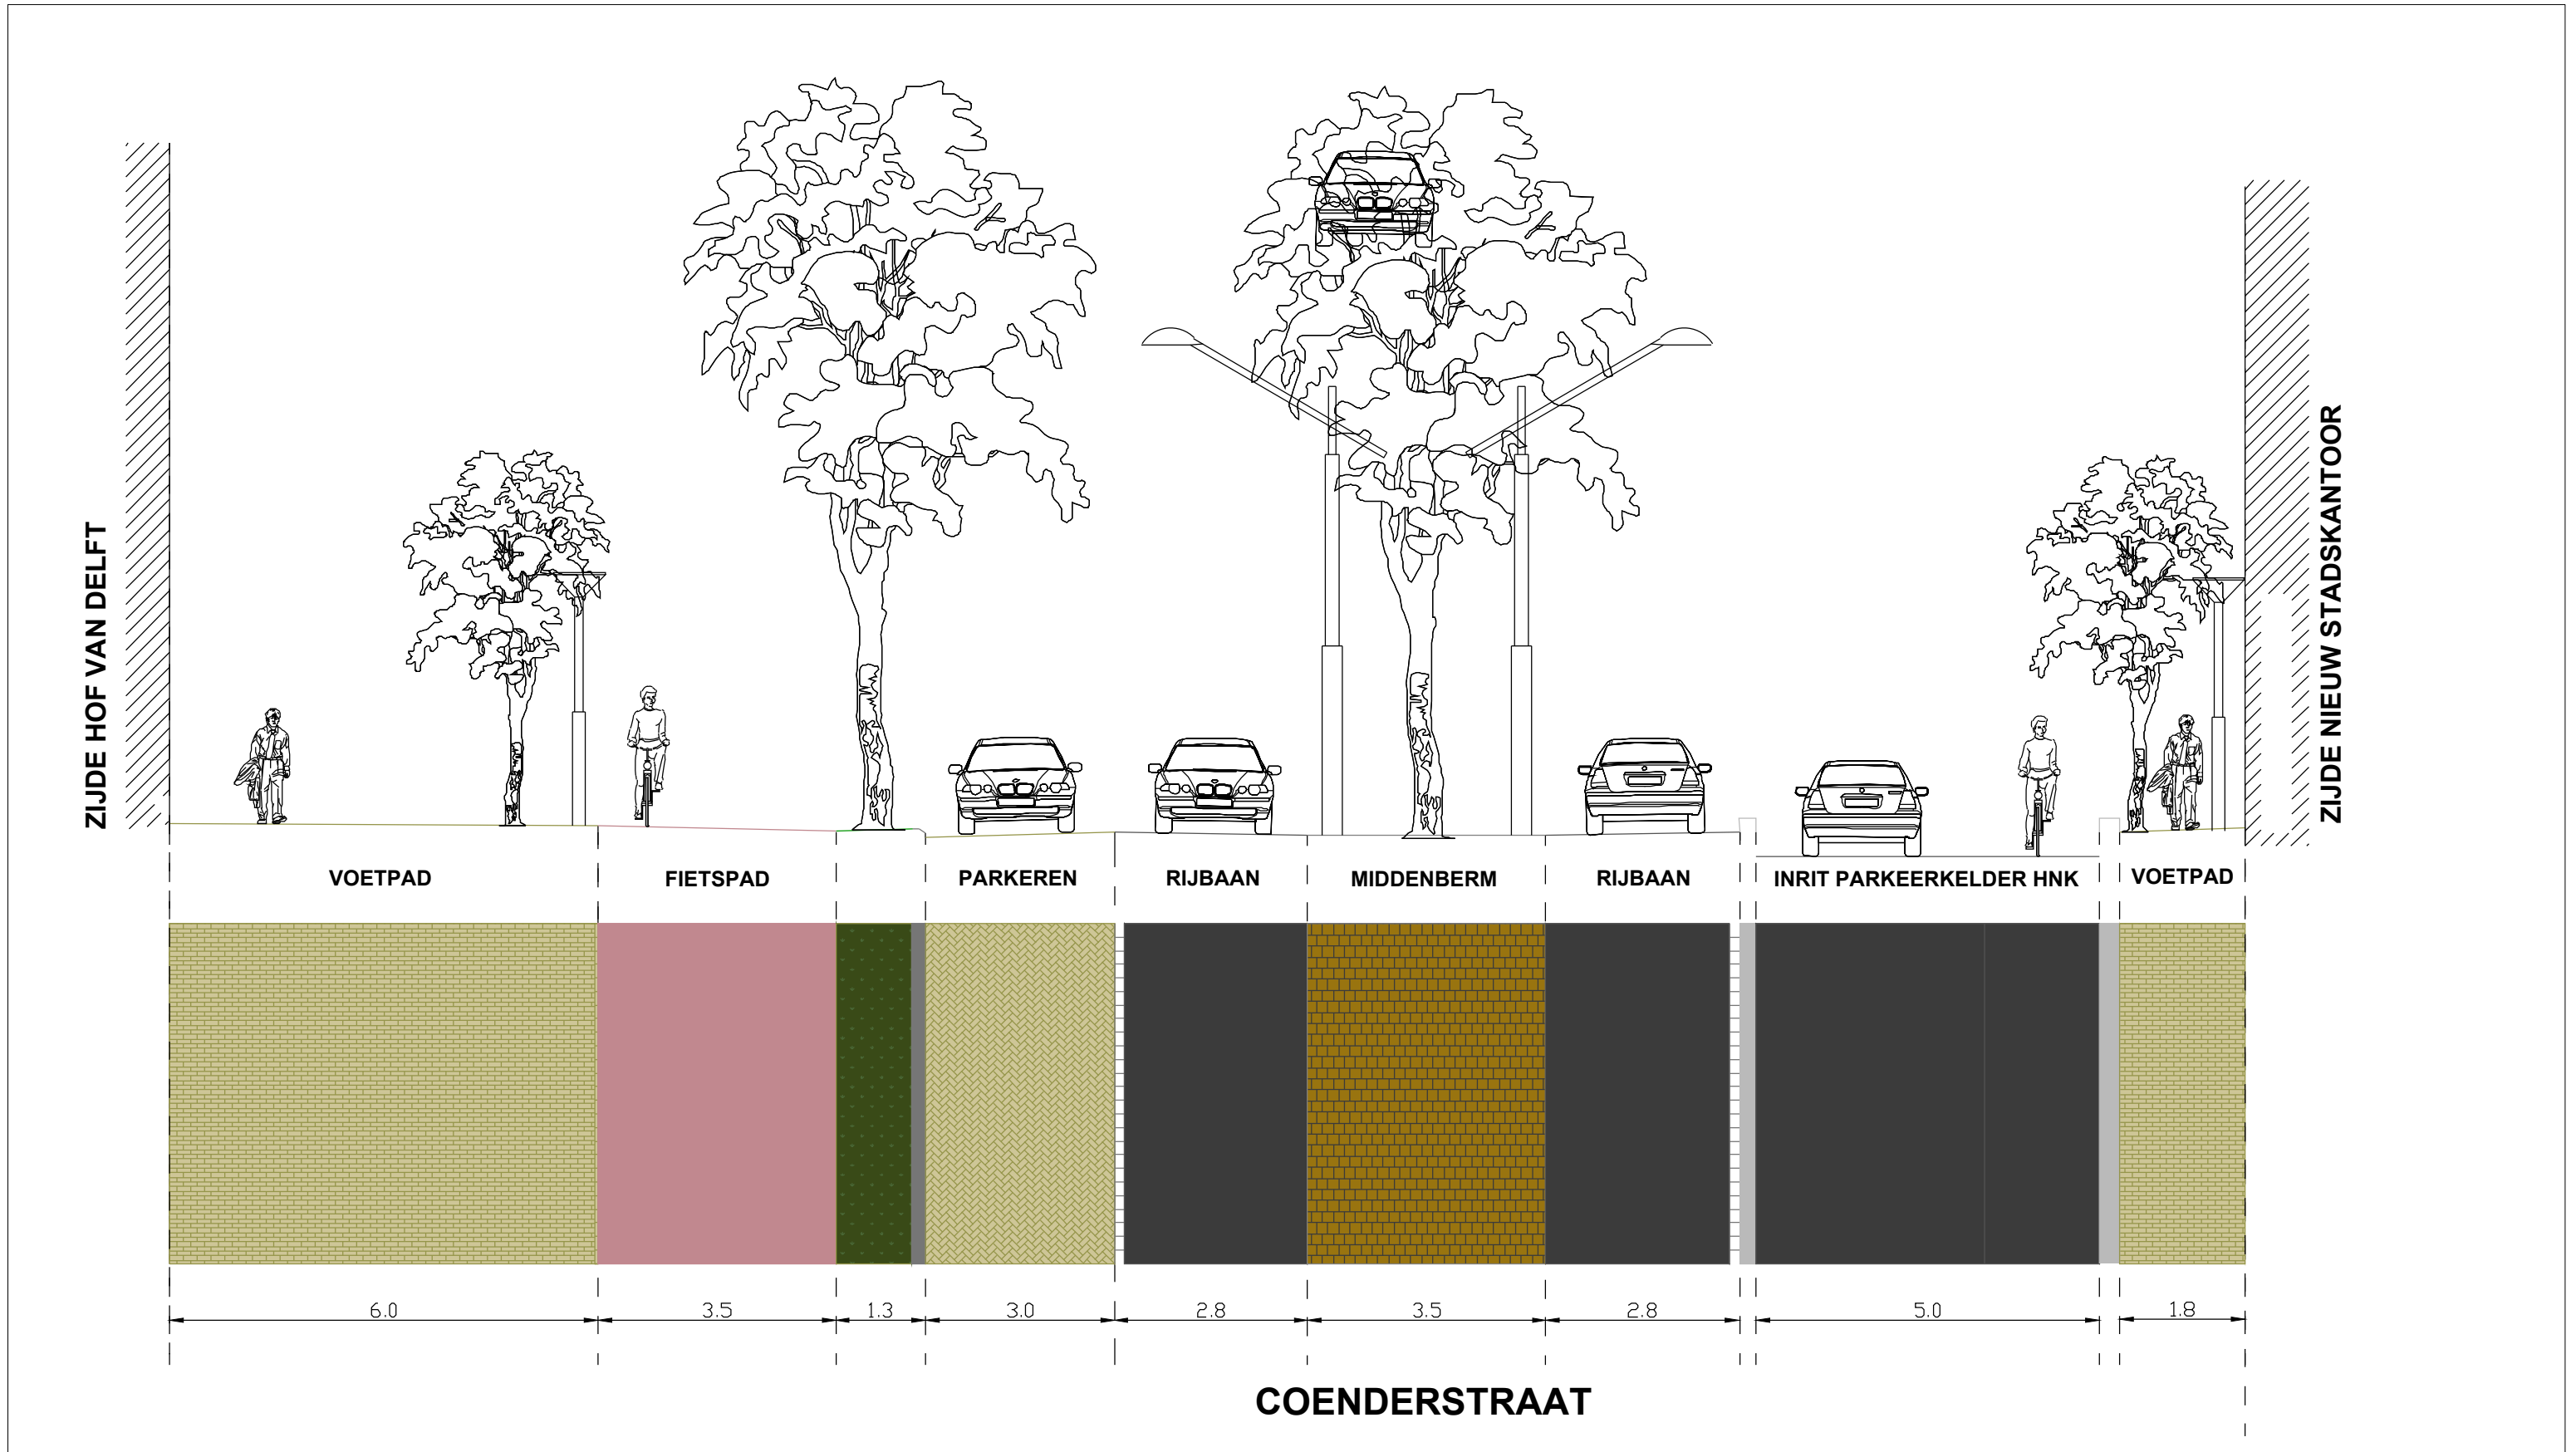 ZIJDE HOF VAN DELFT
ZIJDE NIEUW STADSKANTOOR
VOETPAD
FIETSPAD
PARKEREN
RIJBAAN
MIDDENBERM
RIJBAAN
INRIT PARKEERKELDER HNK
VOETPAD
6.0
3.5
1.3
3.0
2.8
3.5
2.8
5.0
1.8
COENDERSTRAAT